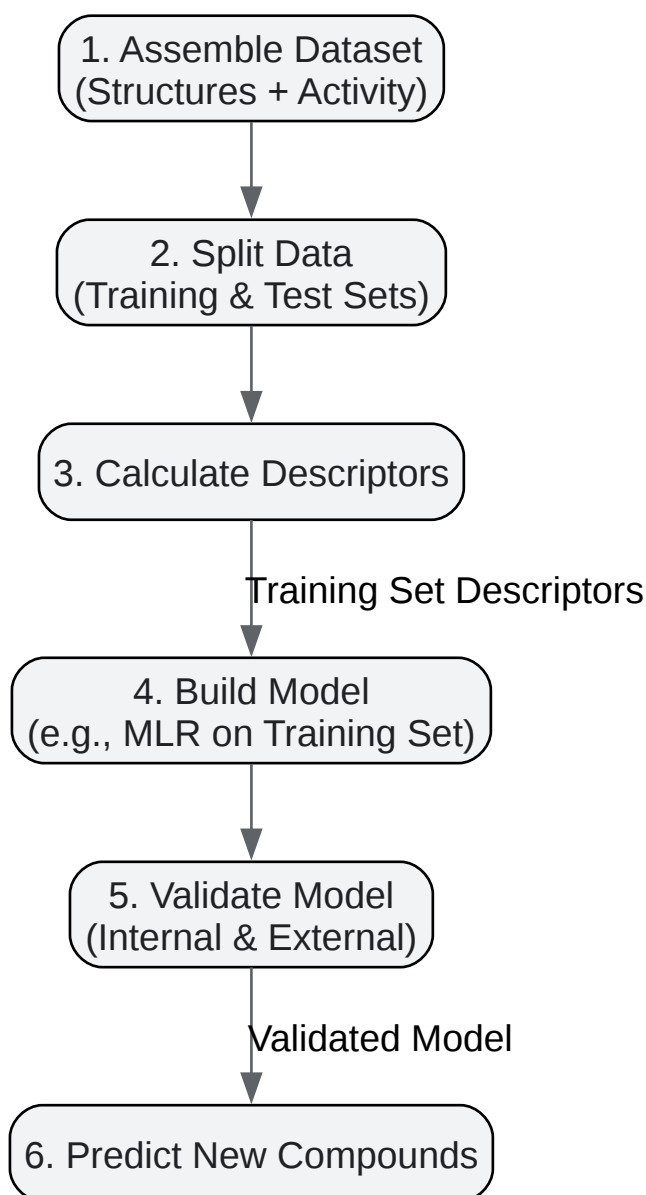 1. Assemble Dataset
(Structures + Activity)
2. Split Data
(Training & Test Sets)
3. Calculate Descriptors
Training Set Descriptors
4. Build Model
(e.g., MLR on Training Set)
5. Validate Model
(Internal & External)
Validated Model
6. Predict New Compounds